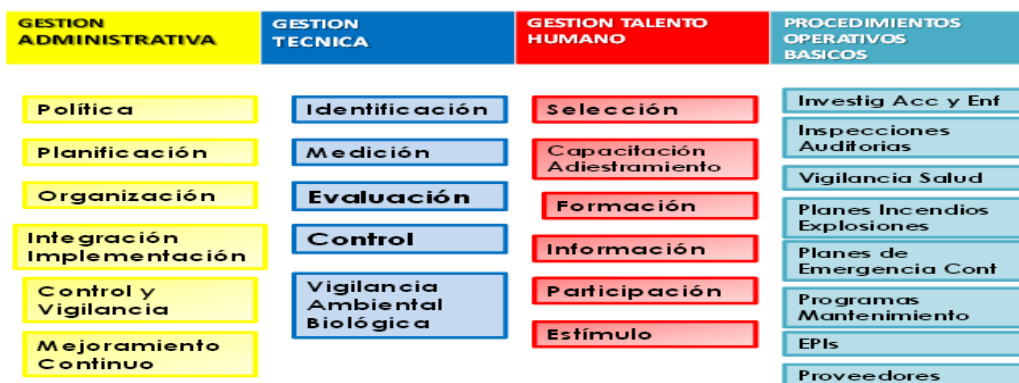 GESTION
ADMINISTRATIVA
Política
Planificación
Organización
Integración
Implementación
Control y
Vigilancia
Mejoramiento
Continuo
GESTION
TECNICA
Identificación
Medición
Evaluación
Control
Vigilancia
Ambiental
Biológica
GESTION TALENTO
HUMANO
Selección
Capacitación
Adiestramiento
Formación
Información
Participación
Estímulo
PROCEDIMIENTOS
OPERATIVOS
BASICOS
Investig Acc y Enf
Inspecciones
Auditorias
Vigilancia Salud
Planes Incendios
Explosiones
Planes de
Emergencia Cont
Programas
Mantenimiento
EPIs
Proveedores